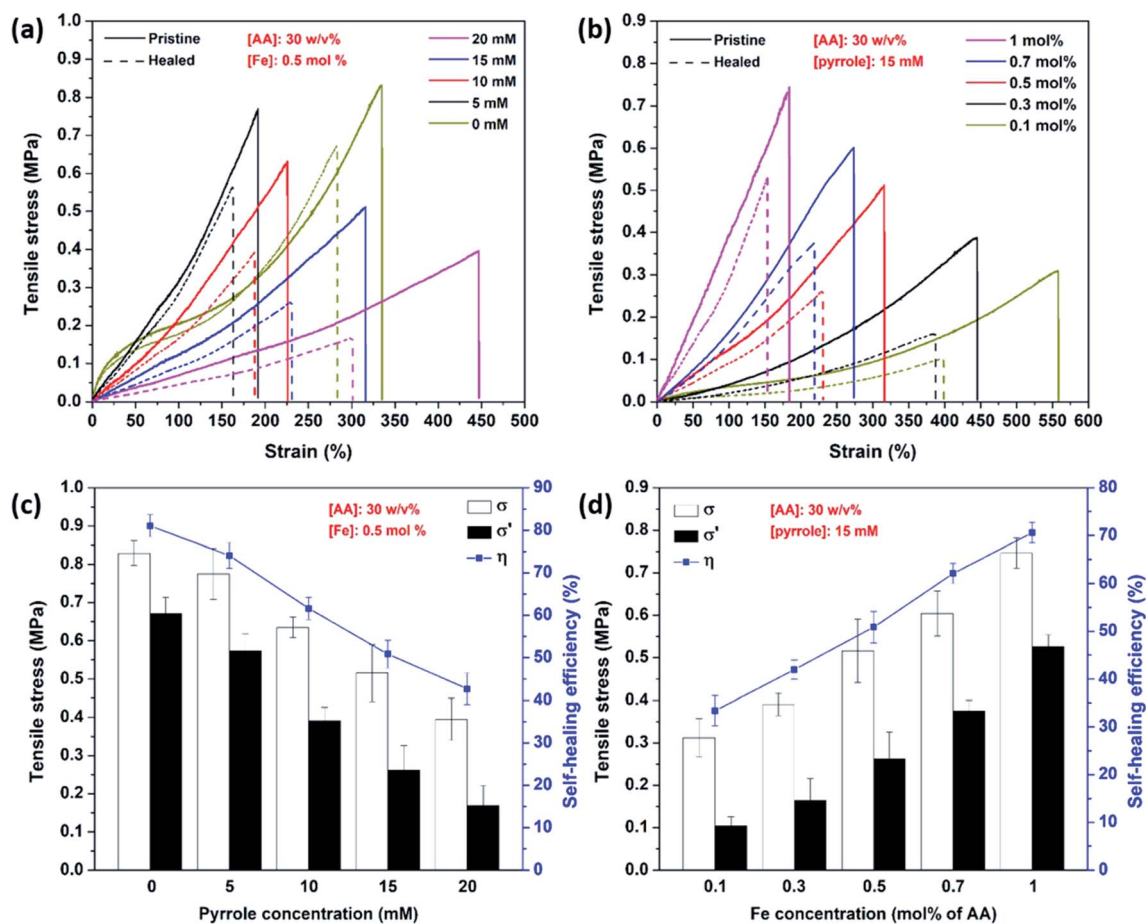 (a)
Pristine
Healed
[AA]: 30 w/v%
[Fe]: 0.5 mol %
20 mM
15 mM
10 mM
5 mM
0 mM
1.0
0.9
0.8
0.7
0.6
0.5
0.4
0.3
0.2
0.1
0.0
Tensile stress (MPa)
0 50 100 150 200 250 300 350 400 450 500
Strain (%)
(b)
Pristine
Healed
[AA]: 30 w/v%
[pyrrole]: 15 mM
1 mol%
0.7 mol%
0.5 mol%
0.3 mol%
0.1 mol%
0.9
0.8
0.7
0.6
0.5
0.4
0.3
0.2
0.1
0.0
Tensile stress (MPa)
0 50 100 150 200 250 300 350 400 450 500 550 600
Strain (%)
(c)
[AA]: 30 w/v%
[Fe]: 0.5 mol %
σ
σ'
η
1.0
0.9
0.8
0.7
0.6
0.5
0.4
0.3
0.2
0.1
0.0
Tensile stress (MPa)
90
80
70
60
50
40
30
20
10
0
Self-healing efficiency (%)
0 5 10 15 20
Pyrrole concentration (mM)
(d)
[AA]: 30 w/v%
[pyrrole]: 15 mM
σ
σ'
η
0.9
0.8
0.7
0.6
0.5
0.4
0.3
0.2
0.1
0.0
Tensile stress (MPa)
80
70
60
50
40
30
20
10
0
Self-healing efficiency (%)
0.1 0.3 0.5 0.7 1
Fe concentration (mol% of AA)